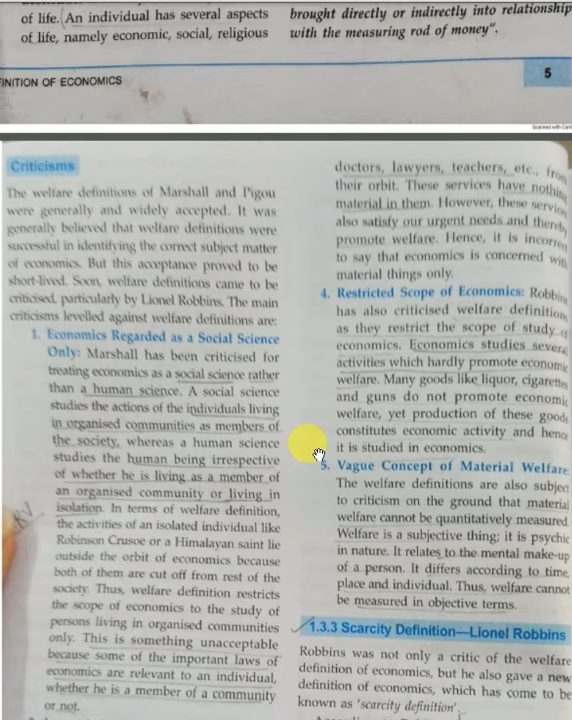 of life. An individual has several aspects
of life, namely economic, social, religious
brought directly or indirectly into relationship
with the measuring rod of money".
INITION OF ECONOMICS
5
Scanned with Cam
Criticisms
The welfare definitions of Marshall and Pigou
were generally and widely accepted. It was
generally believed that welfare definitions were
successful in identifying the correct subject matter
of economics. But this acceptance proved to be
short-lived. Soon, welfare definitions came to be
criticised, particularly by Lionel Robbins. The main
criticisms levelled against welfare definitions are:
1. Economics Regarded as a Social Science
Only: Marshall has been criticised for
treating economics as a social science rather
than a human science. A social science
studies the actions of the individuals living
in organised communities as members of
the society, whereas a human science
studies the human being irrespective
of whether he is living as a member of
an organised community or living in
isolation. In terms of welfare definition,
the activities of an isolated individual like
Robinson Crusoe or a Himalayan saint lie
outside the orbit of economics because
both of them are cut off from rest of the
society. Thus, welfare definition restricts
the scope of economics to the study of
persons living in organised communities
only. This is something unacceptable
because some of the important laws of
economics are relevant to an individual,
whether he is a member of a community
or not.
doctors, lawyers, teachers, etc., from
their orbit. These services have nothin
material in them. However, these servic
also satisfy our urgent needs and thereby
promote welfare. Hence, it is incorre
to say that economics is concerned with
material things only.
4. Restricted Scope of Economics: Robbin
has also criticised welfare definition
as they restrict the scope of study of
economics. Economics studies severa
activities which hardly promote economic
welfare. Many goods like liquor, cigarettes
and guns do not promote economic
welfare, yet production of these goods
constitutes economic activity and hence
it is studied in economics.
5. Vague Concept of Material Welfare:
The welfare definitions are also subject
to criticism on the ground that material
welfare cannot be quantitatively measured.
Welfare is a subjective thing; it is psychic
in nature. It relates to the mental make-up
of a person. It differs according to time,
place and individual. Thus, welfare cannot
be measured in objective terms.
1.3.3 Scarcity Definition—Lionel Robbins
Robbins was not only a critic of the welfare
definition of economics, but he also gave a new
definition of economics, which has come to be
known as 'scarcity definition'.